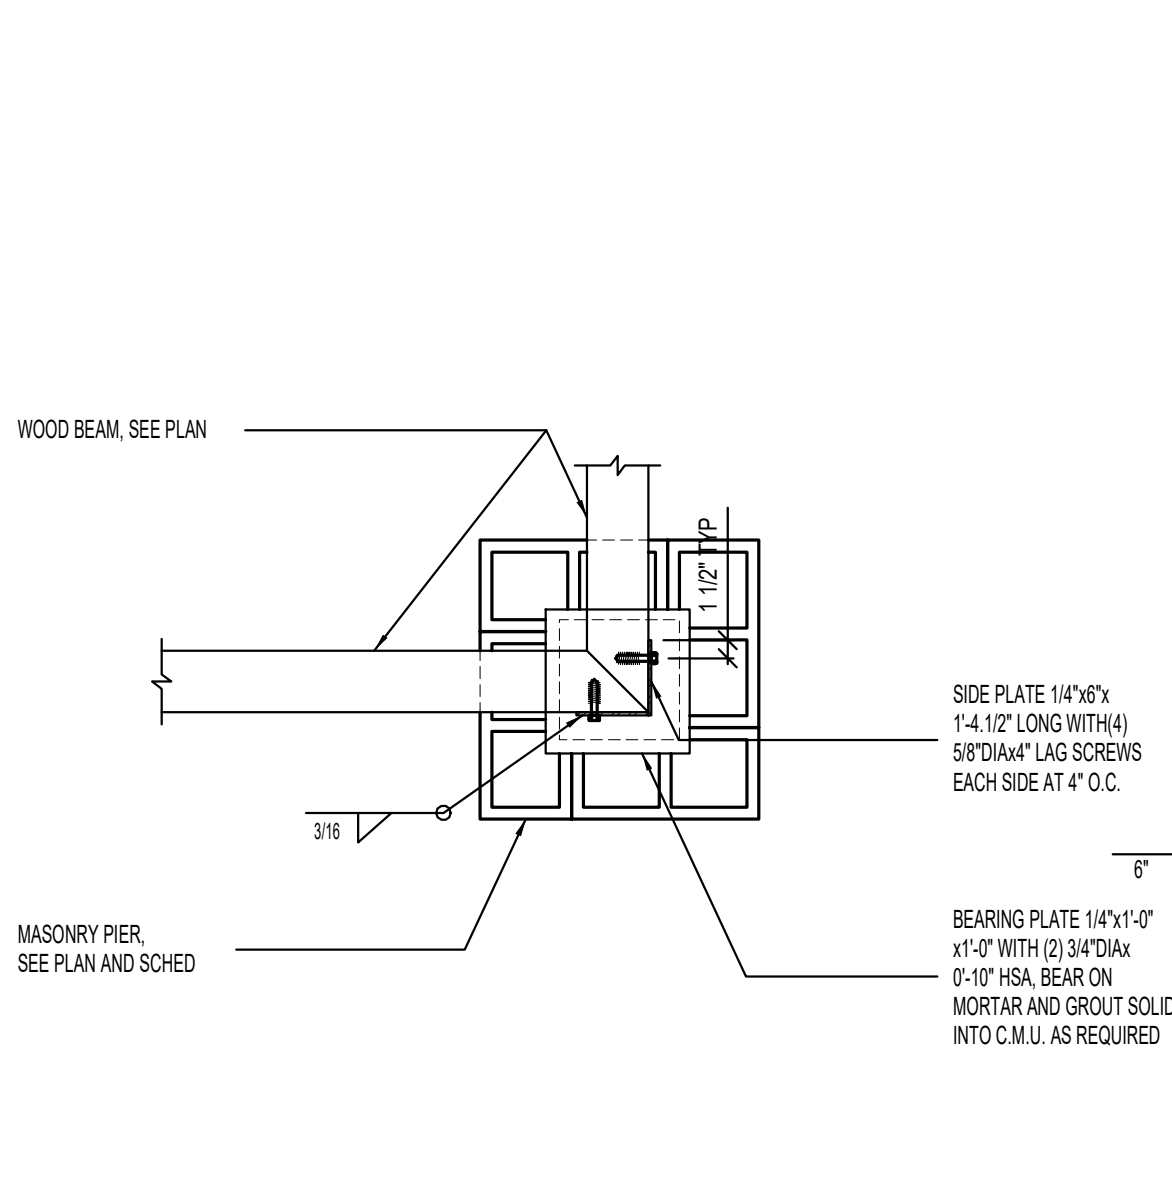 WOOD BEAM, SEE PLAN
1 1/2" TYP
SIDE PLATE 1/4"x6"x
1'-4.1/2" LONG WITH(4)
5/8"DIAx4" LAG SCREWS
EACH SIDE AT 4" O.C.
3/16
6"
MASONRY PIER,
SEE PLAN AND SCHED
BEARING PLATE 1/4"x1'-0"
x1'-0" WITH (2) 3/4"DIAx
0'-10" HSA, BEAR ON
MORTAR AND GROUT SOLID
INTO C.M.U. AS REQUIRED